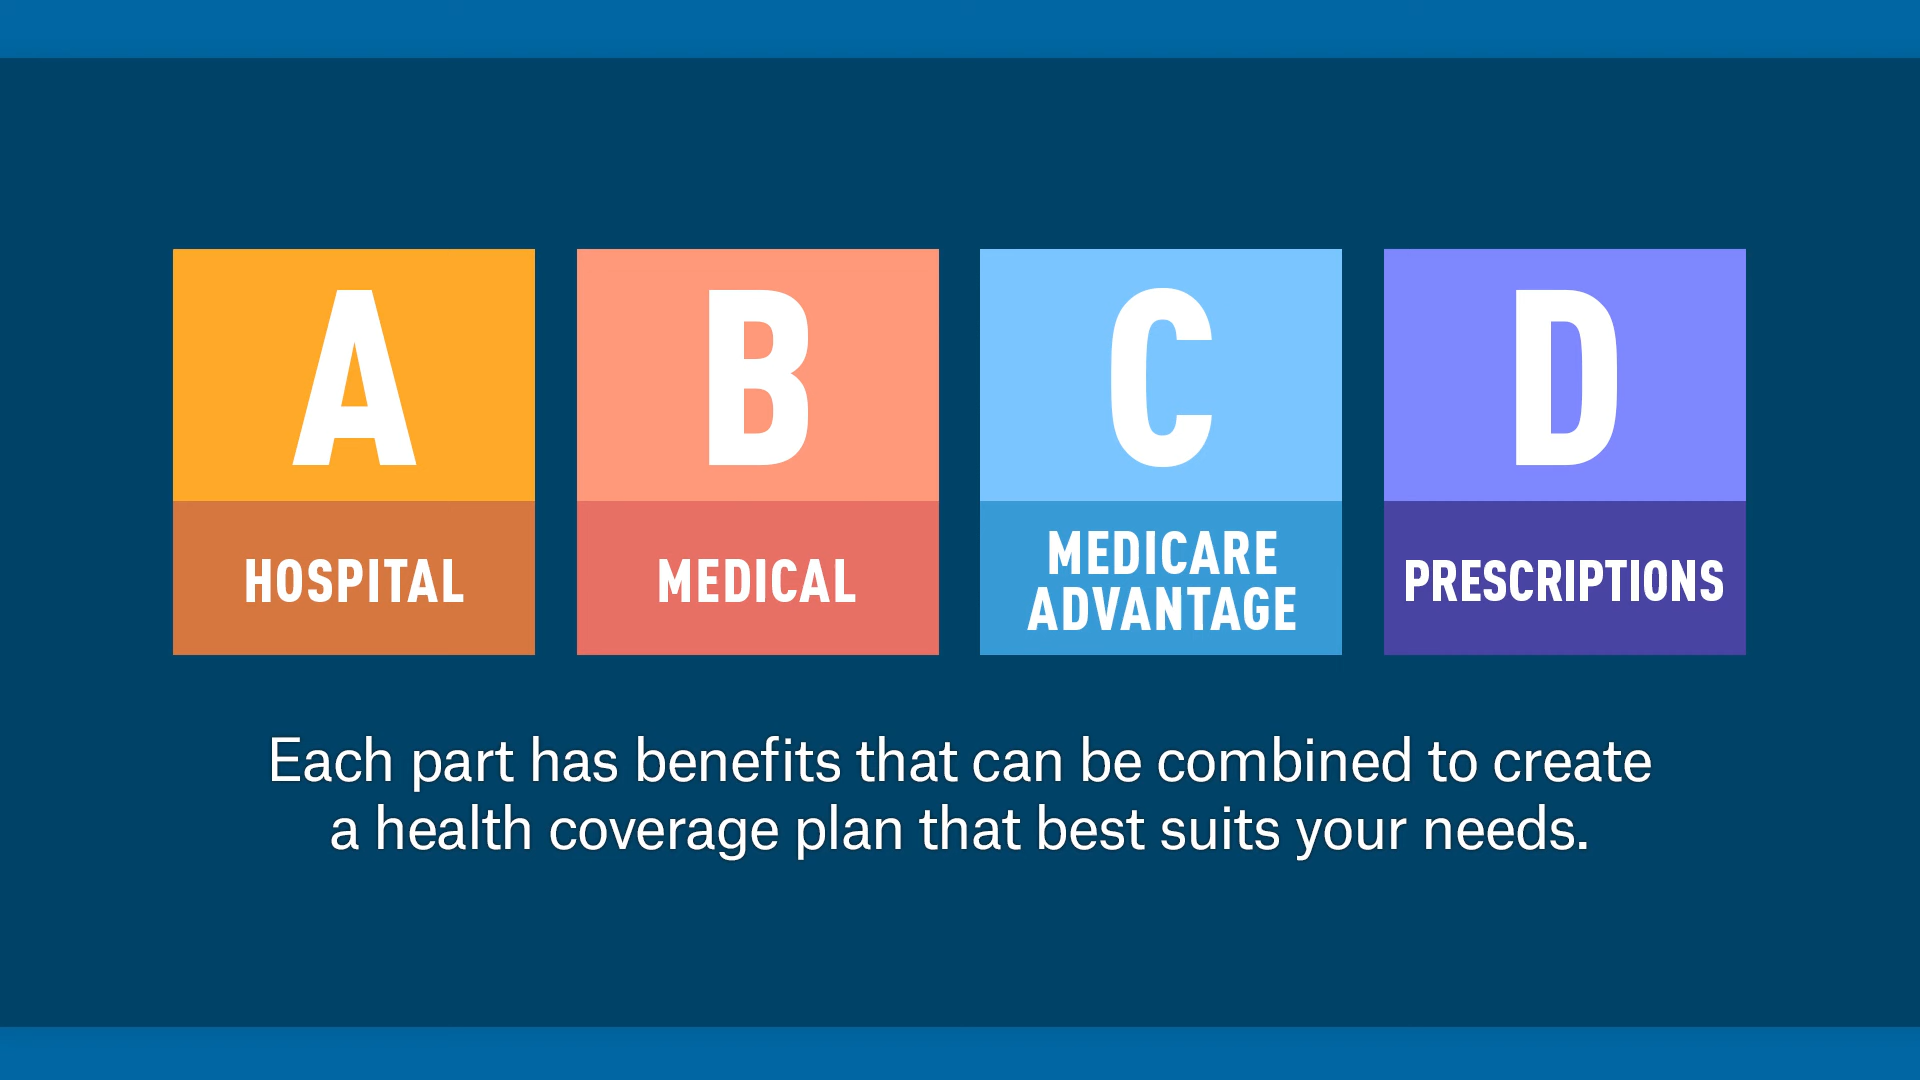 A
HOSPITAL
B
MEDICAL
C
MEDICARE
ADVANTAGE
D
PRESCRIPTIONS
Each part has benefits that can be combined to create
a health coverage plan that best suits your needs.